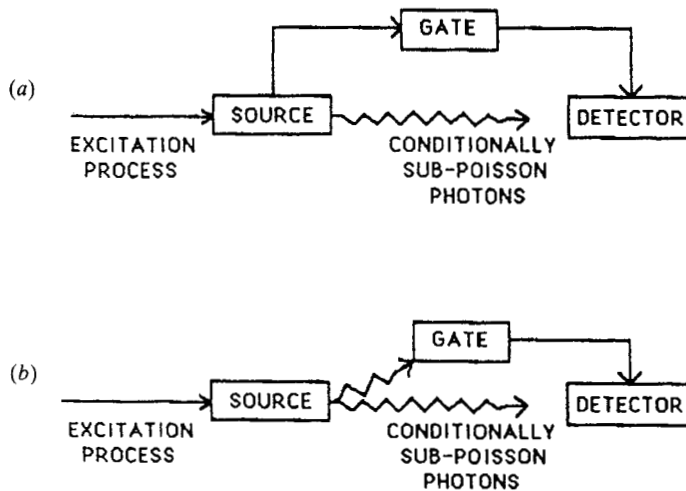 GATE
(a)
SOURCE
DETECTOR
EXCITATION
PROCESS
CONDITIONALLY
SUB-POISSON
PHOTONS
GATE
(b)
SOURCE
DETECTOR
EXCITATION
PROCESS
CONDITIONALLY
SUB-POISSON
PHOTONS